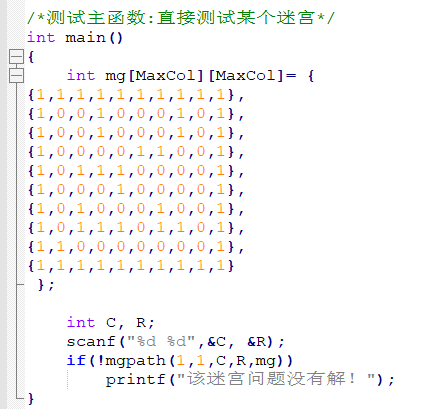 /*测试主函数:直接测试某个迷宫*/
int main()
{
int mg[MaxCol][MaxCol]= {
{1,1,1,1,1,1,1,1,1,1},
{1,0,0,1,0,0,0,1,0,1},
{1,0,0,1,0,0,0,1,0,1},
{1,0,0,0,0,1,1,0,0,1},
{1,0,1,1,1,0,0,0,0,1},
{1,0,0,0,1,0,0,0,0,1},
{1,0,1,0,0,0,1,0,0,1},
{1,0,1,1,1,0,1,1,0,1},
{1,1,0,0,0,0,0,0,0,1},
{1,1,1,1,1,1,1,1,1,1}
};
int C, R;
scanf("%d %d",&C, &R);
if(!mgpath(1,1,C,R,mg))
printf("该迷宫问题没有解! ");
}